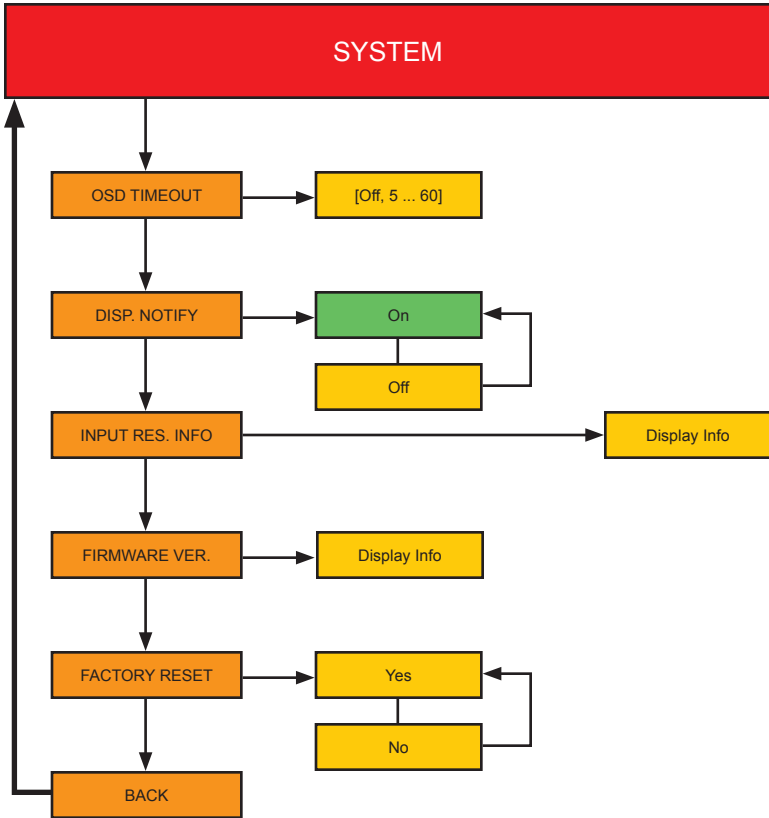 SYSTEM
OSD TIMEOUT
[Off, 5 ... 60]
DISP. NOTIFY
On
Off
INPUT RES. INFO
Display Info
FIRMWARE VER.
Display Info
FACTORY RESET
Yes
No
BACK